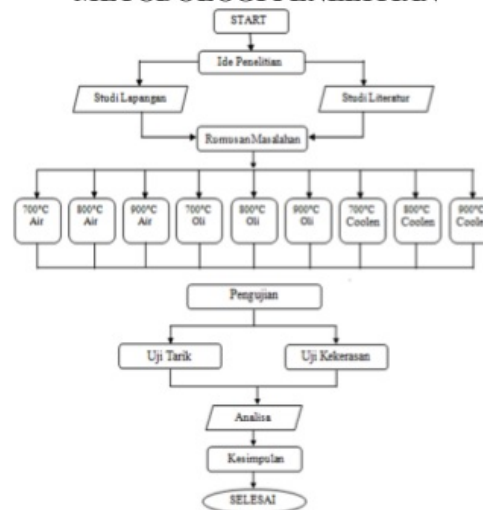 METODOLOGI PENELITIAN
START
Ide Penelitian
Studi Lapangan
Studi Literatur
Rumusan Masalahan
700°C
Air
800°C
Air
900°C
Air
700°C
Oli
800°C
Oli
900°C
Oli
700°C
Coolen
800°C
Coolen
900°C
Coolen
Pengujian
Uji Tarik
Uji Kekerasan
Analisa
Kesimpulan
SELESAI